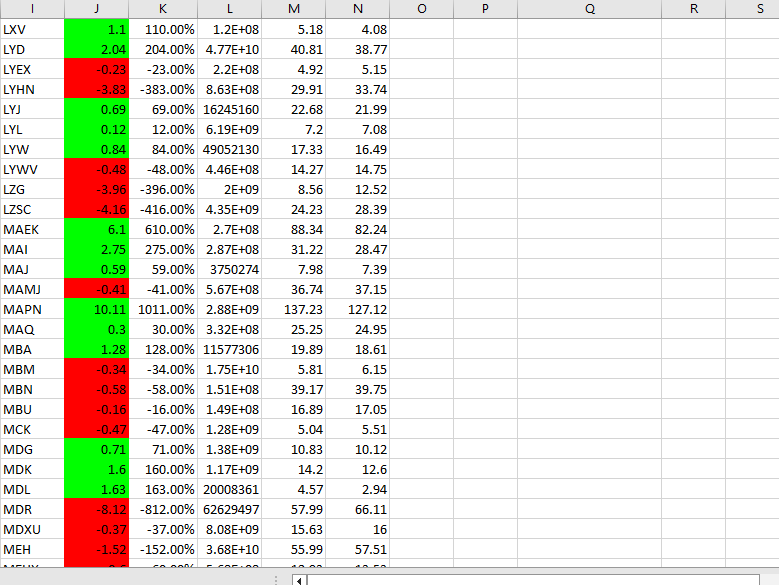 I J K L M N O P Q R S
LXV 1.1 110.00% 1.2E+08 5.18 4.08
LYD 2.04 204.00% 4.77E+10 40.81 38.77
LYEX -0.23 -23.00% 2.2E+08 4.92 5.15
LYHN -3.83 -383.00% 8.63E+08 29.91 33.74
LYJ 0.69 69.00% 16245160 22.68 21.99
LYL 0.12 12.00% 6.19E+09 7.2 7.08
LYW 0.84 84.00% 49052130 17.33 16.49
LYWV -0.48 -48.00% 4.46E+08 14.27 14.75
LZG -3.96 -396.00% 2E+09 8.56 12.52
LZSC -4.16 -416.00% 4.35E+09 24.23 28.39
MAEK 6.1 610.00% 2.7E+08 88.34 82.24
MAI 2.75 275.00% 2.87E+08 31.22 28.47
MAJ 0.59 59.00% 3750274 7.98 7.39
MAMJ -0.41 -41.00% 5.67E+08 36.74 37.15
MAPN 10.11 1011.00% 2.88E+09 137.23 127.12
MAQ 0.3 30.00% 3.32E+08 25.25 24.95
MBA 1.28 128.00% 11577306 19.89 18.61
MBM -0.34 -34.00% 1.75E+10 5.81 6.15
MBN -0.58 -58.00% 1.51E+08 39.17 39.75
MBU -0.16 -16.00% 1.49E+08 16.89 17.05
MCK -0.47 -47.00% 1.28E+09 5.04 5.51
MDG 0.71 71.00% 1.38E+09 10.83 10.12
MDK 1.6 160.00% 1.17E+09 14.2 12.6
MDL 1.63 163.00% 20008361 4.57 2.94
MDR -8.12 -812.00% 62629497 57.99 66.11
MDXU -0.37 -37.00% 8.08E+09 15.63 16
MEH -1.52 -152.00% 3.68E+10 55.99 57.51